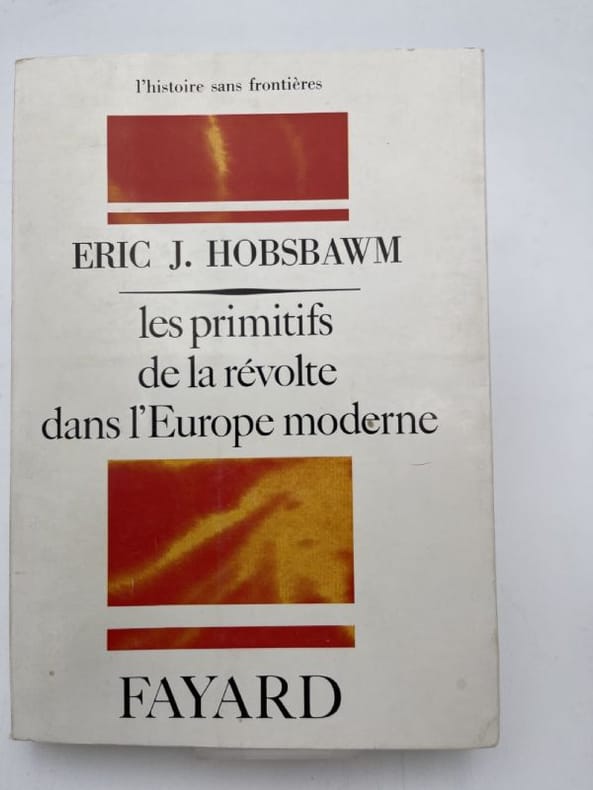 l'histoire sans frontières
ERIC J. HOBSBAWM
les primitifs
de la révolte
dans l'Europe moderne
FAYARD